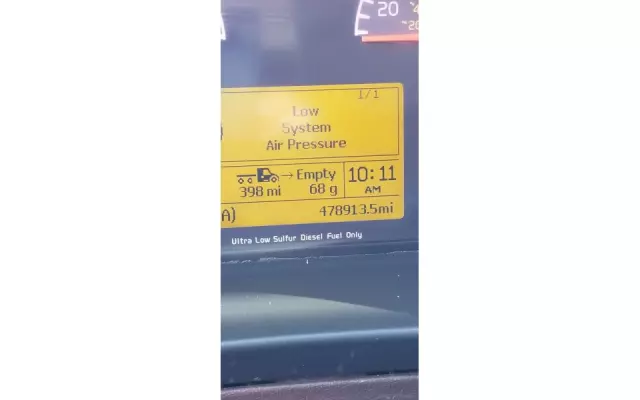 20
1/1
Low
System
Air Pressure
Empty
10:11
398 mi
68 g
AM
A)
478913.5mi
Ultra Low Sulfur Diesel Fuel Only